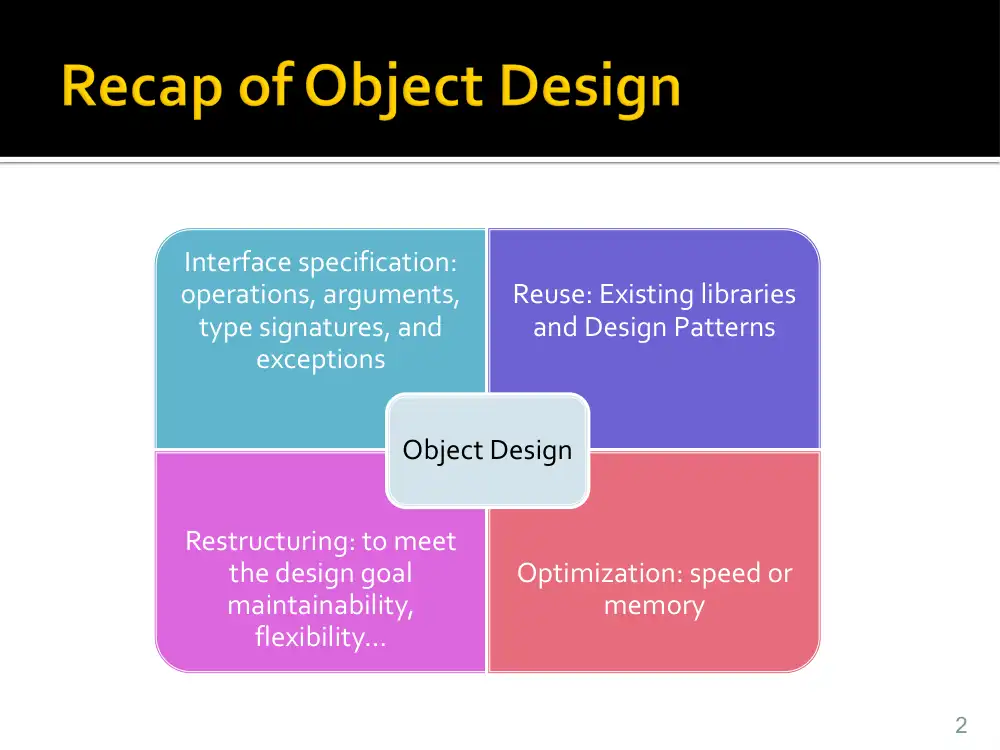 Recap of Object Design
Interface specification:
operations, arguments,
type signatures, and
exceptions
Reuse: Existing libraries
and Design Patterns
Object Design
Restructuring: to meet
the design goal
maintainability,
flexibility…
Optimization: speed or
memory
2